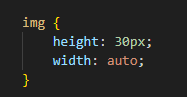 img {
    height: 30px;
    width: auto;
}